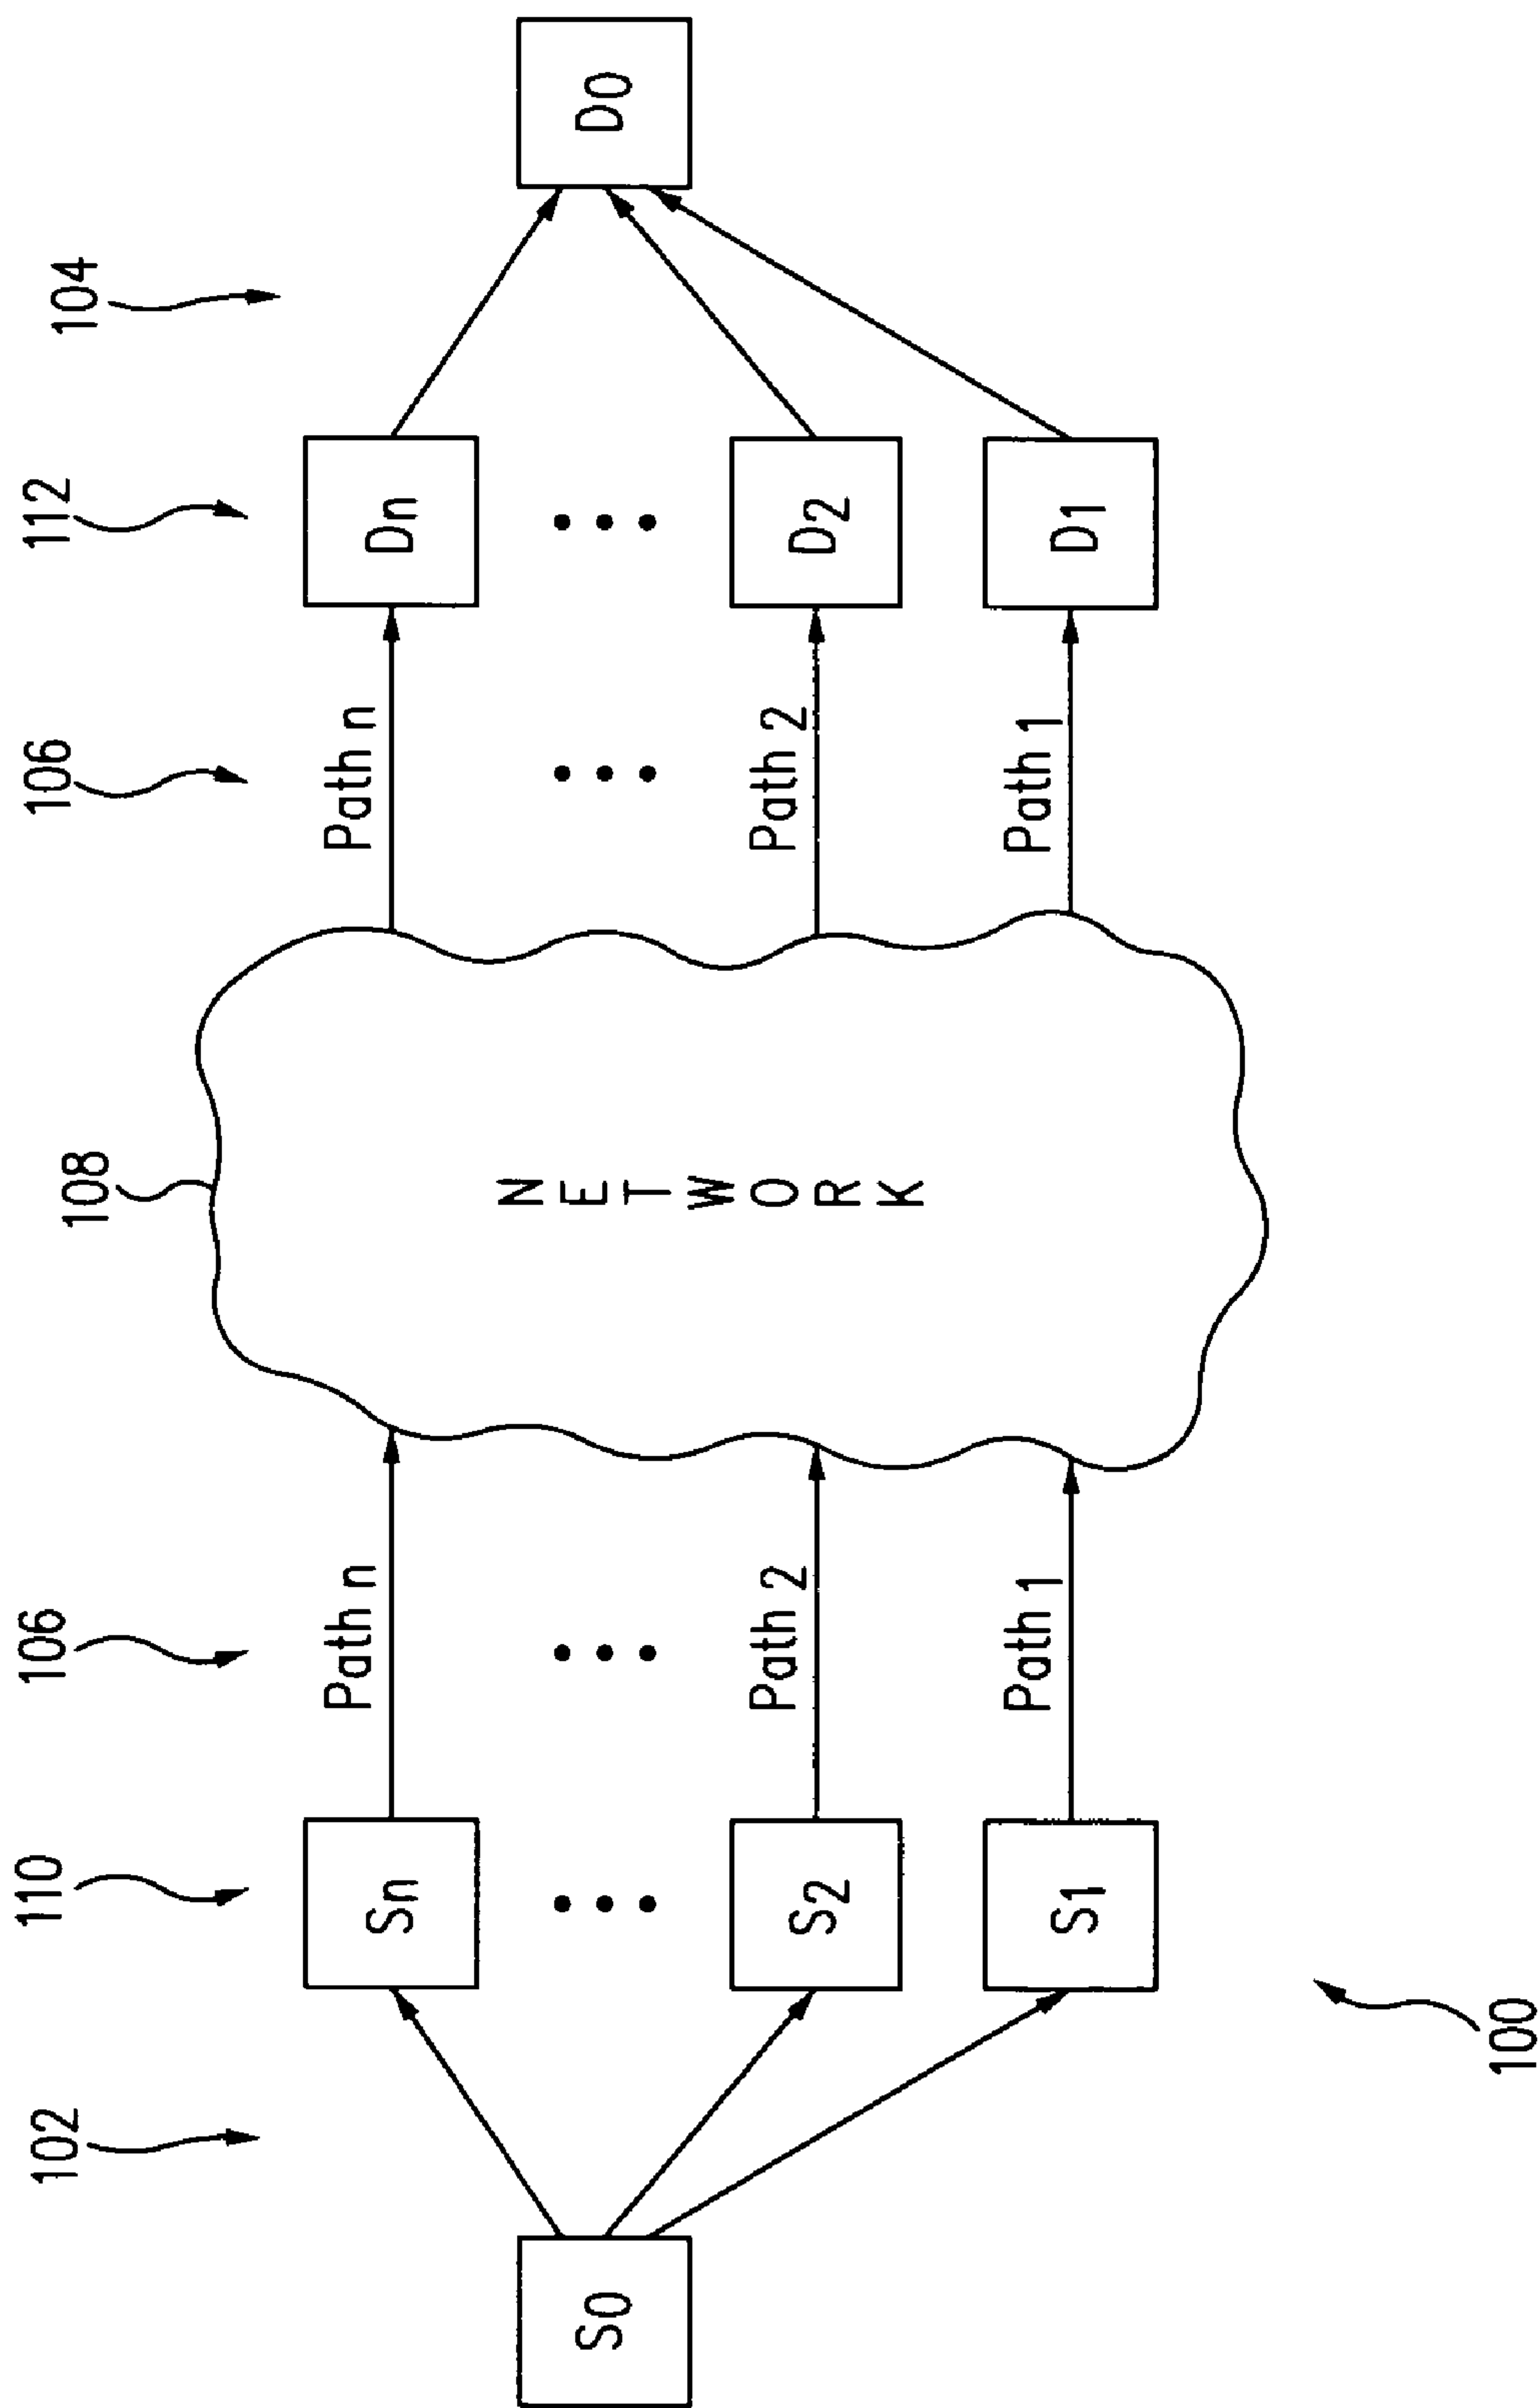 102
110
106
108
106
112
104
S0
Sn
Path n
Path n
Dn
D0
S2
Path 2
NETWORK
Path 2
D2
S1
Path 1
Path 1
D1
100